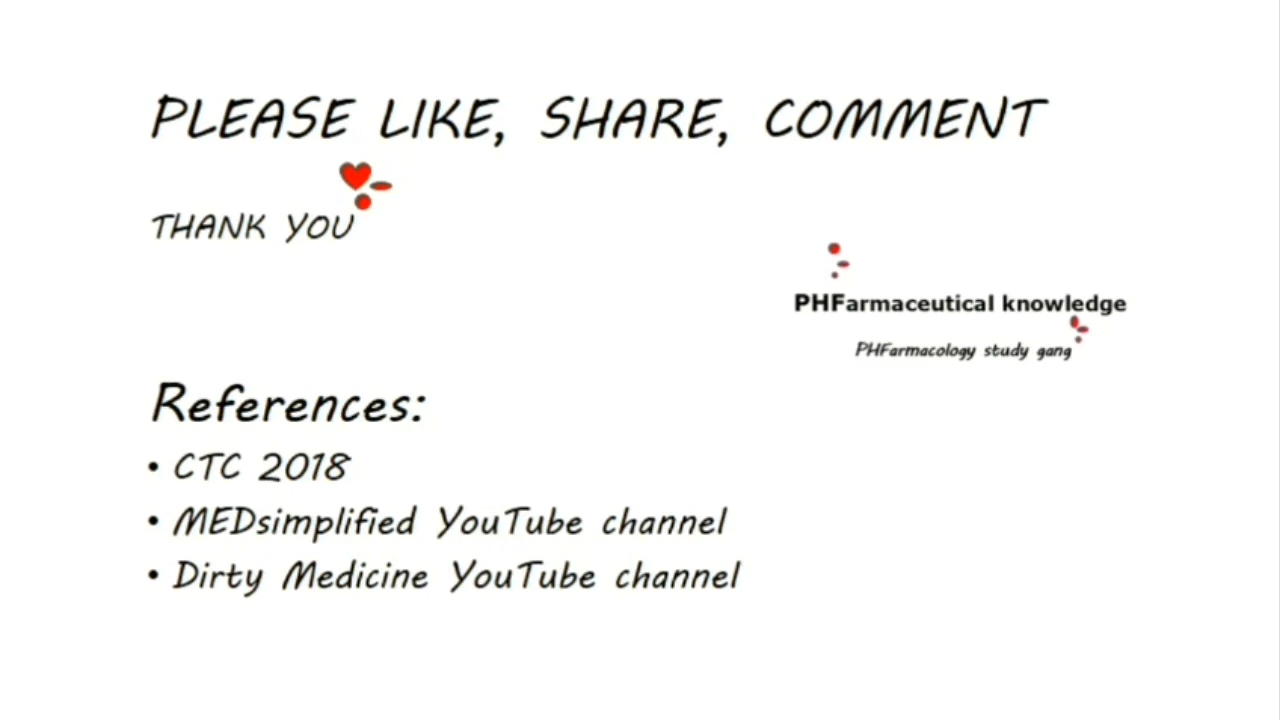 PLEASE LIKE, SHARE, COMMENT
THANK YOU
PHFarmaceutical knowledge
PHFarmacology study gang
References:
• CTC 2018
• MEDsimplified YouTube channel
• Dirty Medicine YouTube channel